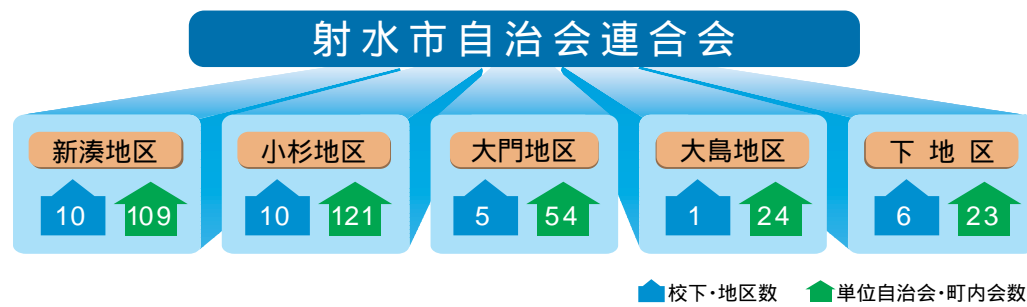 射水市自治会連合会
新湊地区
小杉地区
大門地区
大島地区
下地区
10 109
10 121
5 54
1 24
6 23
校下・地区数 単位自治会・町内会数